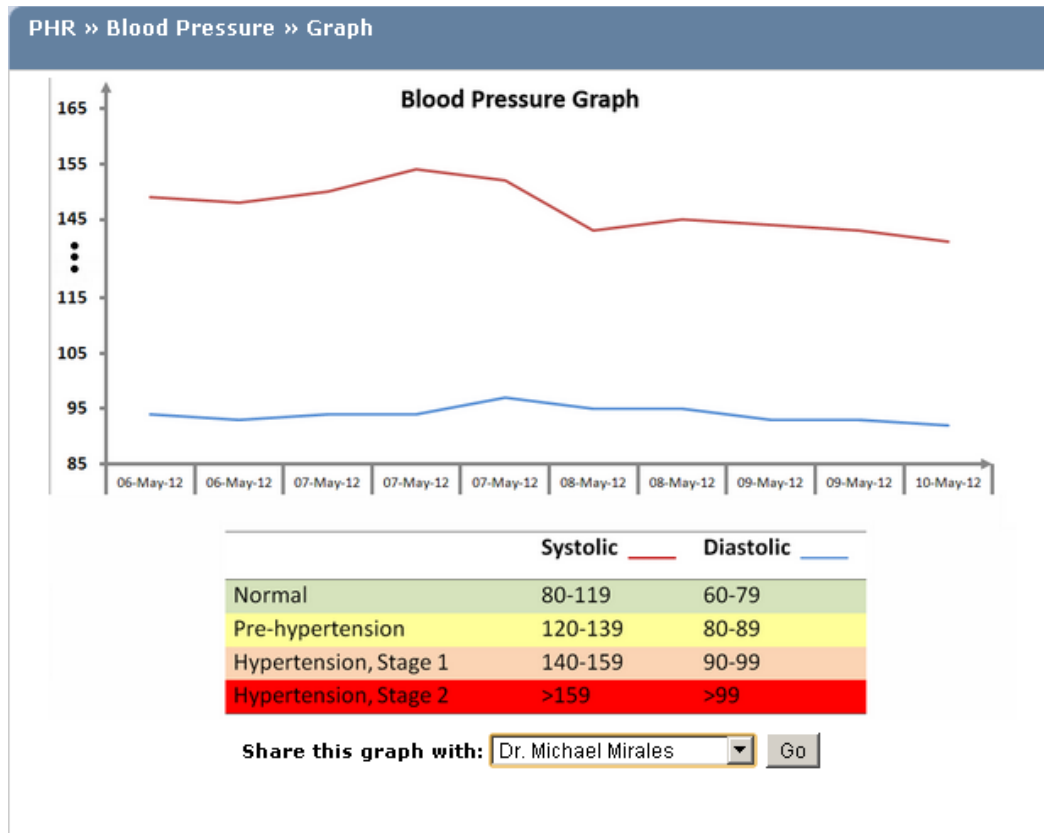 PHR » Blood Pressure » Graph
Blood Pressure Graph
165
155
145
115
105
95
85
06-May-12 06-May-12 07-May-12 07-May-12 07-May-12 08-May-12 08-May-12 09-May-12 09-May-12 10-May-12
Systolic Diastolic
Normal 80-119 60-79
Pre-hypertension 120-139 80-89
Hypertension, Stage 1 140-159 90-99
Hypertension, Stage 2 >159 >99
Share this graph with: Dr. Michael Mirales Go